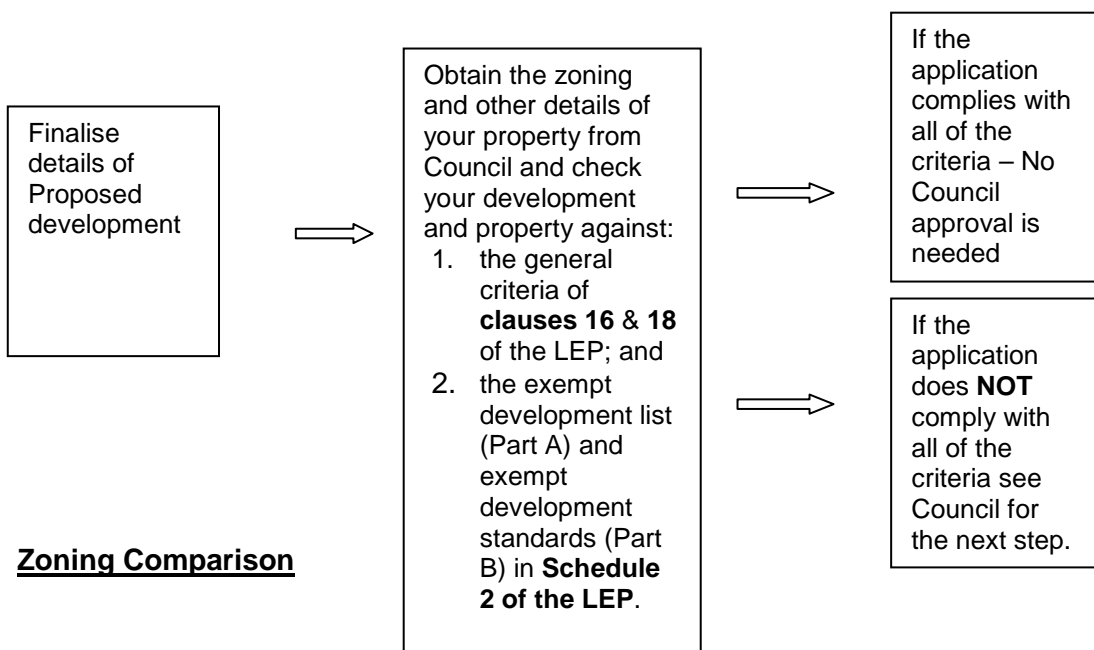 Finalise
details of
Proposed
development
Obtain the zoning
and other details of
your property from
Council and check
your development
and property against:
1. the general
criteria of
clauses 16 & 18
of the LEP; and
2. the exempt
development list
(Part A) and
exempt
development
standards (Part
B) in Schedule
2 of the LEP.
If the
application
complies with
all of the
criteria – No
Council
approval is
needed
If the
application
does NOT
comply with
all of the
criteria see
Council for
the next step.
Zoning Comparison